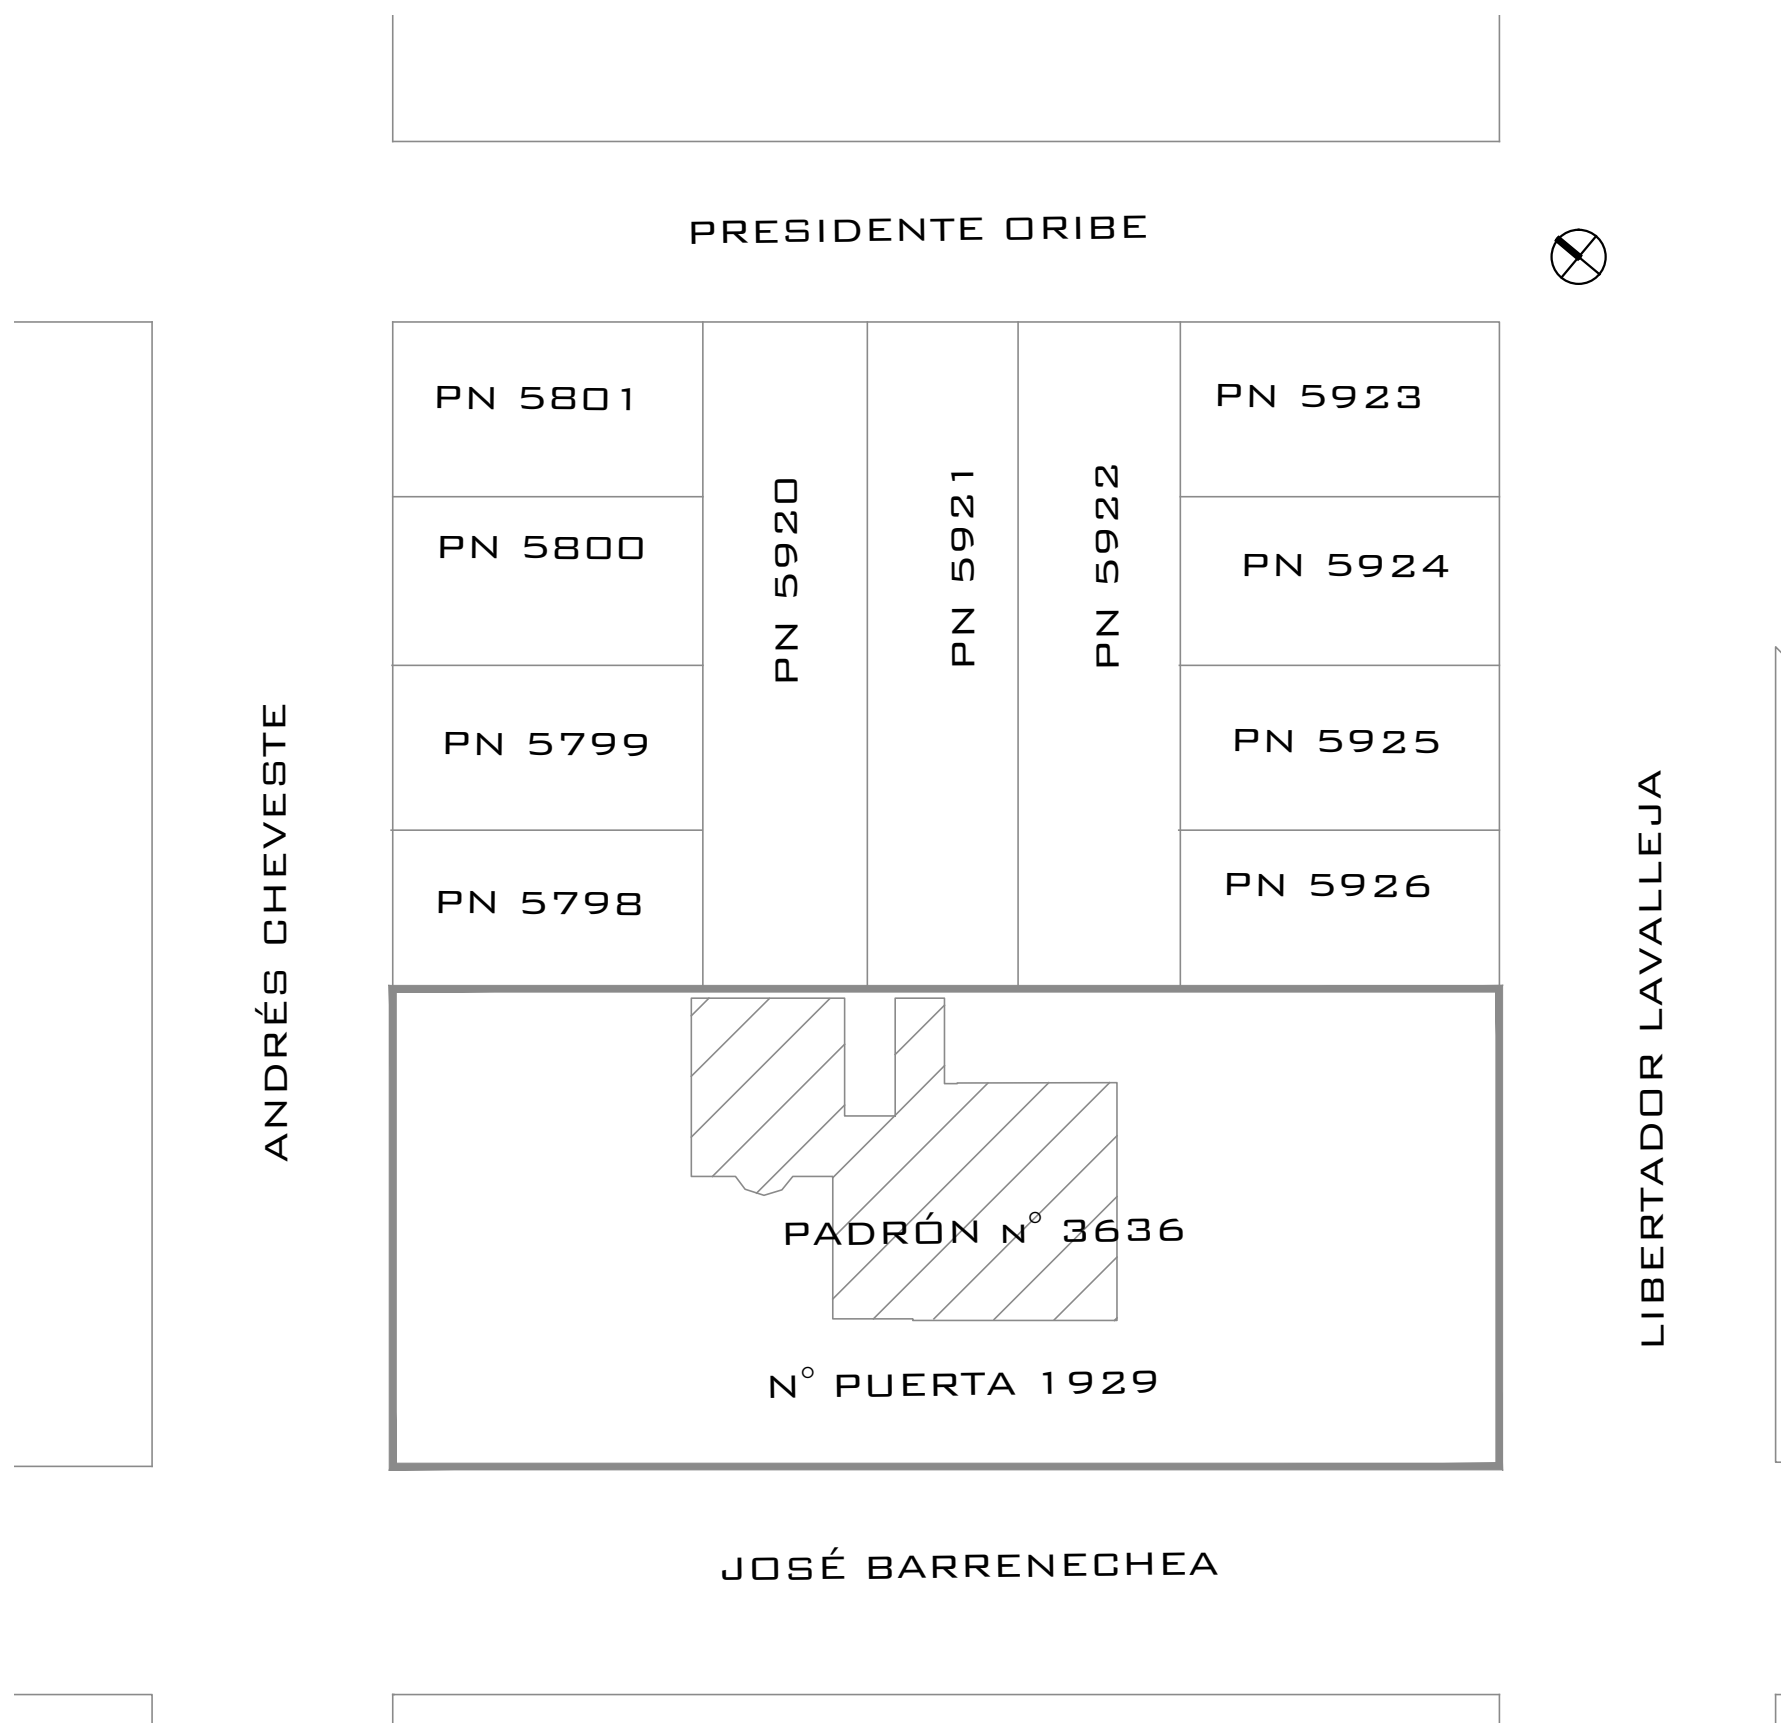 PRESIDENTE ORIBE
PN 5801
PN 5923
PN 5920
PN 5921
PN 5922
PN 5800
PN 5924
PN 5799
PN 5925
PN 5798
PN 5926
ANDRÉS CHEVESTE
LIBERTADOR LAVALLEJA
PADRÓN N° 3636
N° PUERTA 1929
JOSÉ BARRENECHEA